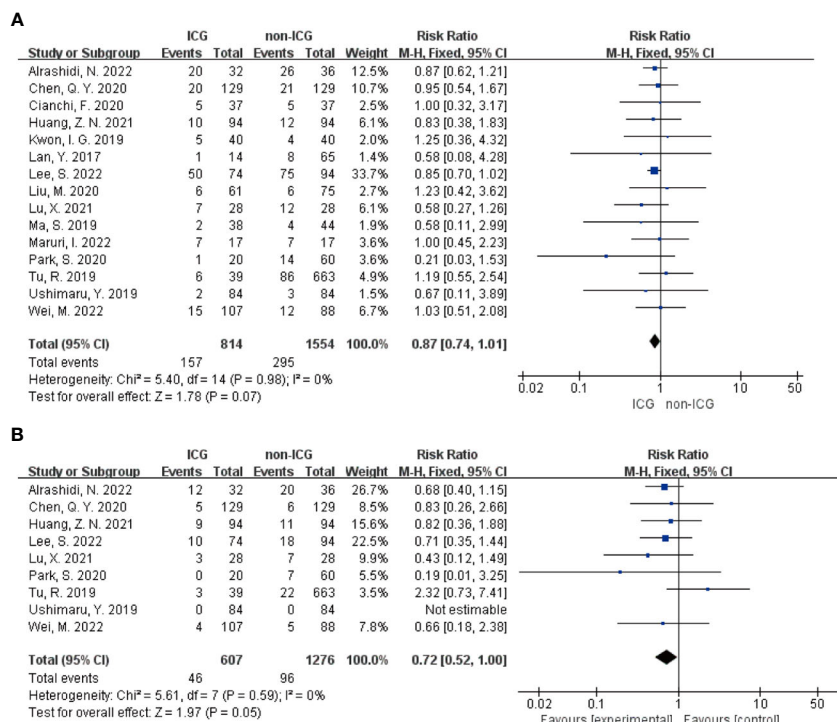 A
ICG non-ICG Risk Ratio Risk Ratio
Study or Subgroup Events Total Events Total Weight M-H, Fixed, 95% CI M-H, Fixed, 95% CI
Alrashidi, N. 2022 20 32 26 36 12.5% 0.87 [0.62, 1.21]
Chen, Q. Y. 2020 20 129 21 129 10.7% 0.95 [0.54, 1.67]
Cianchi, F. 2020 5 37 5 37 2.5% 1.00 [0.32, 3.17]
Huang, Z. N. 2021 10 94 12 94 6.1% 0.83 [0.38, 1.83]
Kwon, I. G. 2019 5 40 4 40 2.0% 1.25 [0.36, 4.32]
Lan, Y. 2017 1 14 8 65 1.4% 0.58 [0.08, 4.28]
Lee, S. 2022 50 74 75 94 33.7% 0.85 [0.70, 1.02]
Liu, M. 2020 6 61 6 75 2.7% 1.23 [0.42, 3.62]
Lu, X. 2021 7 28 12 28 6.1% 0.58 [0.27, 1.26]
Ma, S. 2019 2 38 4 44 1.9% 0.58 [0.11, 2.99]
Maruri, I. 2022 7 17 7 17 3.6% 1.00 [0.45, 2.23]
Park, S. 2020 1 20 14 60 3.6% 0.21 [0.03, 1.53]
Tu, R. 2019 6 39 86 663 4.9% 1.19 [0.55, 2.54]
Ushimaru, Y. 2019 2 84 3 84 1.5% 0.67 [0.11, 3.89]
Wei, M. 2022 15 107 12 88 6.7% 1.03 [0.51, 2.08]
Total (95% CI) 814 1554 100.0% 0.87 [0.74, 1.01]
Total events 157 295
Heterogeneity: Chi² = 5.40, df = 14 (P = 0.98); I² = 0%
Test for overall effect: Z = 1.78 (P = 0.07)
0.02 0.1 1 10 50
ICG non-ICG
B
ICG non-ICG Risk Ratio Risk Ratio
Study or Subgroup Events Total Events Total Weight M-H, Fixed, 95% CI M-H, Fixed, 95% CI
Alrashidi, N. 2022 12 32 20 36 26.7% 0.68 [0.40, 1.15]
Chen, Q. Y. 2020 5 129 6 129 8.5% 0.83 [0.26, 2.66]
Huang, Z. N. 2021 9 94 11 94 15.6% 0.82 [0.36, 1.88]
Lee, S. 2022 10 74 18 94 22.5% 0.71 [0.35, 1.44]
Lu, X. 2021 3 28 7 28 9.9% 0.43 [0.12, 1.49]
Park, S. 2020 0 20 7 60 5.5% 0.19 [0.01, 3.25]
Tu, R. 2019 3 39 22 663 3.5% 2.32 [0.73, 7.41]
Ushimaru, Y. 2019 0 84 0 84 Not estimable
Wei, M. 2022 4 107 5 88 7.8% 0.66 [0.18, 2.38]
Total (95% CI) 607 1276 100.0% 0.72 [0.52, 1.00]
Total events 46 96
Heterogeneity: Chi² = 5.61, df = 7 (P = 0.59); I² = 0%
Test for overall effect: Z = 1.97 (P = 0.05)
0.02 0.1 1 10 50
Favours [experimental] Favours [control]